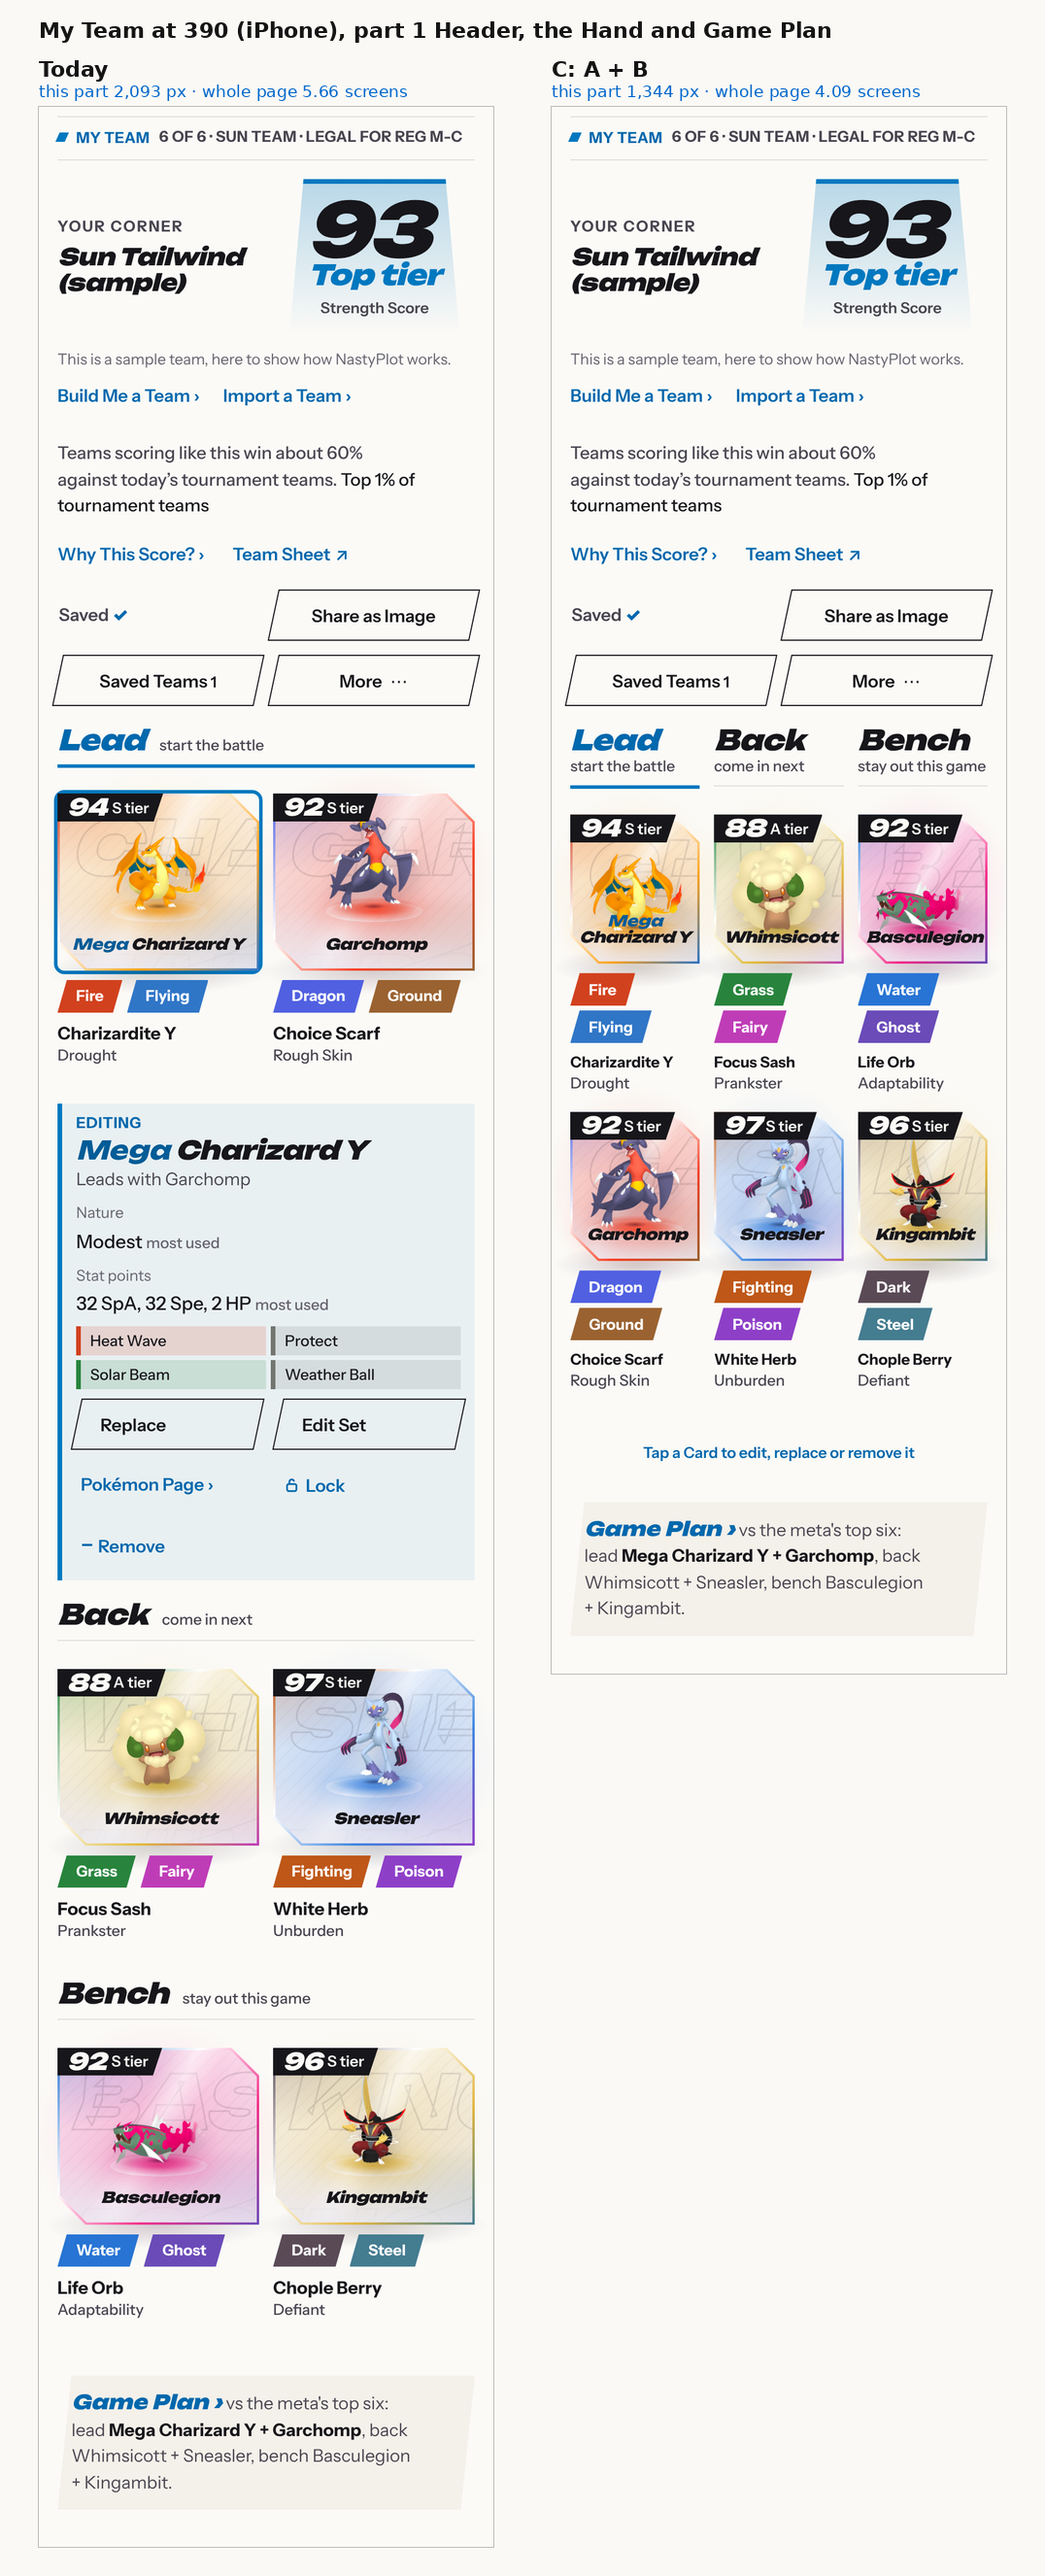 My Team at 390 (iPhone), part 1 Header, the Hand and Game Plan
Today
this part 2,093 px · whole page 5.66 screens
MY TEAM 6 OF 6 · SUN TEAM · LEGAL FOR REG M-C
YOUR CORNER
Sun Tailwind
(sample)
93
Top tier
Strength Score
This is a sample team, here to show how NastyPlot works.
Build Me a Team › Import a Team ›
Teams scoring like this win about 60%
against today's tournament teams. Top 1% of
tournament teams
Why This Score? › Team Sheet ↗
Saved ✔ Share as Image
Saved Teams 1 More ···
Lead start the battle
94 S tier 92 S tier
CHA GAR
Mega Charizard Y Garchomp
Fire Flying Dragon Ground
Charizardite Y Choice Scarf
Drought Rough Skin
EDITING
Mega Charizard Y
Leads with Garchomp
Nature
Modest most used
Stat points
32 SpA, 32 Spe, 2 HP most used
Heat Wave Protect
Solar Beam Weather Ball
Replace Edit Set
Pokémon Page › Lock
− Remove
Back come in next
88 A tier 97 S tier
WHI SNE
Whimsicott Sneasler
Grass Fairy Fighting Poison
Focus Sash White Herb
Prankster Unburden
Bench stay out this game
92 S tier 96 S tier
BAS KING
Basculegion Kingambit
Water Ghost Dark Steel
Life Orb Chople Berry
Adaptability Defiant
Game Plan › vs the meta's top six:
lead Mega Charizard Y + Garchomp, back
Whimsicott + Sneasler, bench Basculegion
+ Kingambit.
C: A + B
this part 1,344 px · whole page 4.09 screens
MY TEAM 6 OF 6 · SUN TEAM · LEGAL FOR REG M-C
YOUR CORNER
Sun Tailwind
(sample)
93
Top tier
Strength Score
This is a sample team, here to show how NastyPlot works.
Build Me a Team › Import a Team ›
Teams scoring like this win about 60%
against today's tournament teams. Top 1% of
tournament teams
Why This Score? › Team Sheet ↗
Saved ✔ Share as Image
Saved Teams 1 More ···
Lead Back Bench
start the battle come in next stay out this game
94 S tier 88 A tier 92 S tier
Mega
Charizard Y Whimsicott Basculegion
Fire Grass Water
Flying Fairy Ghost
Charizardite Y Focus Sash Life Orb
Drought Prankster Adaptability
92 S tier 97 S tier 96 S tier
Garchomp Sneasler Kingambit
Dragon Fighting Dark
Ground Poison Steel
Choice Scarf White Herb Chople Berry
Rough Skin Unburden Defiant
Tap a Card to edit, replace or remove it
Game Plan › vs the meta's top six:
lead Mega Charizard Y + Garchomp, back
Whimsicott + Sneasler, bench Basculegion
+ Kingambit.